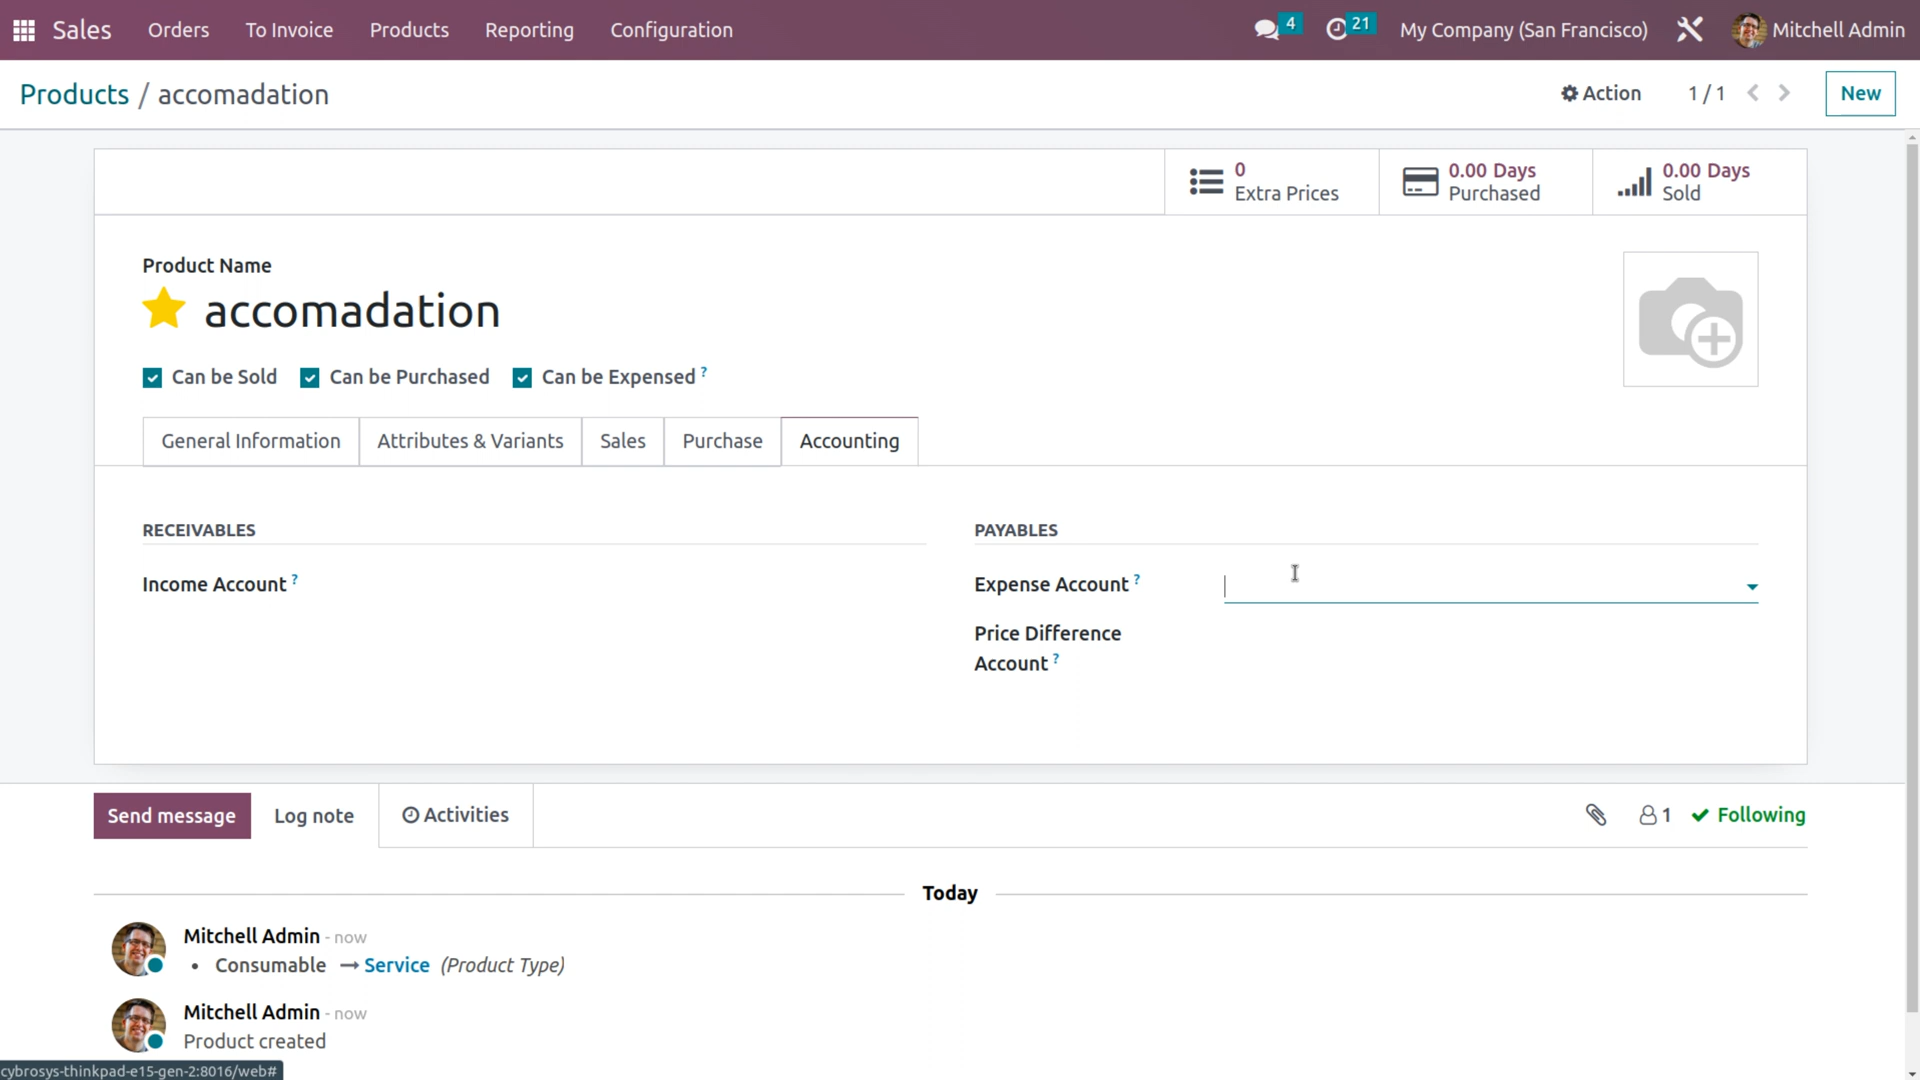 Sales Orders To Invoice Products Reporting Configuration 4 21 My Company (San Francisco) Mitchell Admin
Products / accomadation Action 1 / 1 New
0 Extra Prices
0.00 Days Purchased
0.00 Days Sold
Product Name
accomadation
Can be Sold Can be Purchased Can be Expensed ?
General Information Attributes & Variants Sales Purchase Accounting
RECEIVABLES
Income Account ?
PAYABLES
Expense Account ?
Price Difference
Account ?
Send message Log note Activities 1 Following
Today
Mitchell Admin - now
• Consumable → Service (Product Type)
Mitchell Admin - now
Product created
cybrosys-thinkpad-e15-gen-2:8016/web#